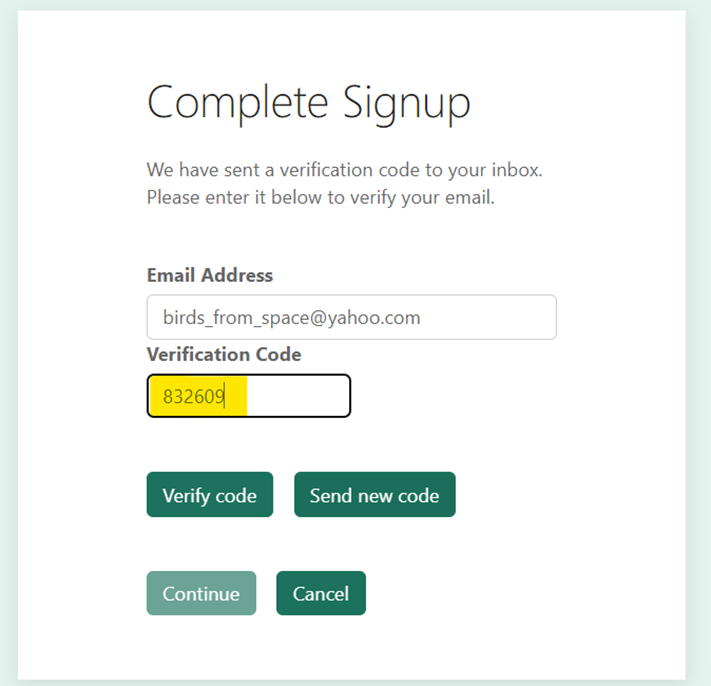 Complete Signup
We have sent a verification code to your inbox.
Please enter it below to verify your email.
Email Address
birds_from_space@yahoo.com
Verification Code
832609
Verify code Send new code
Continue Cancel